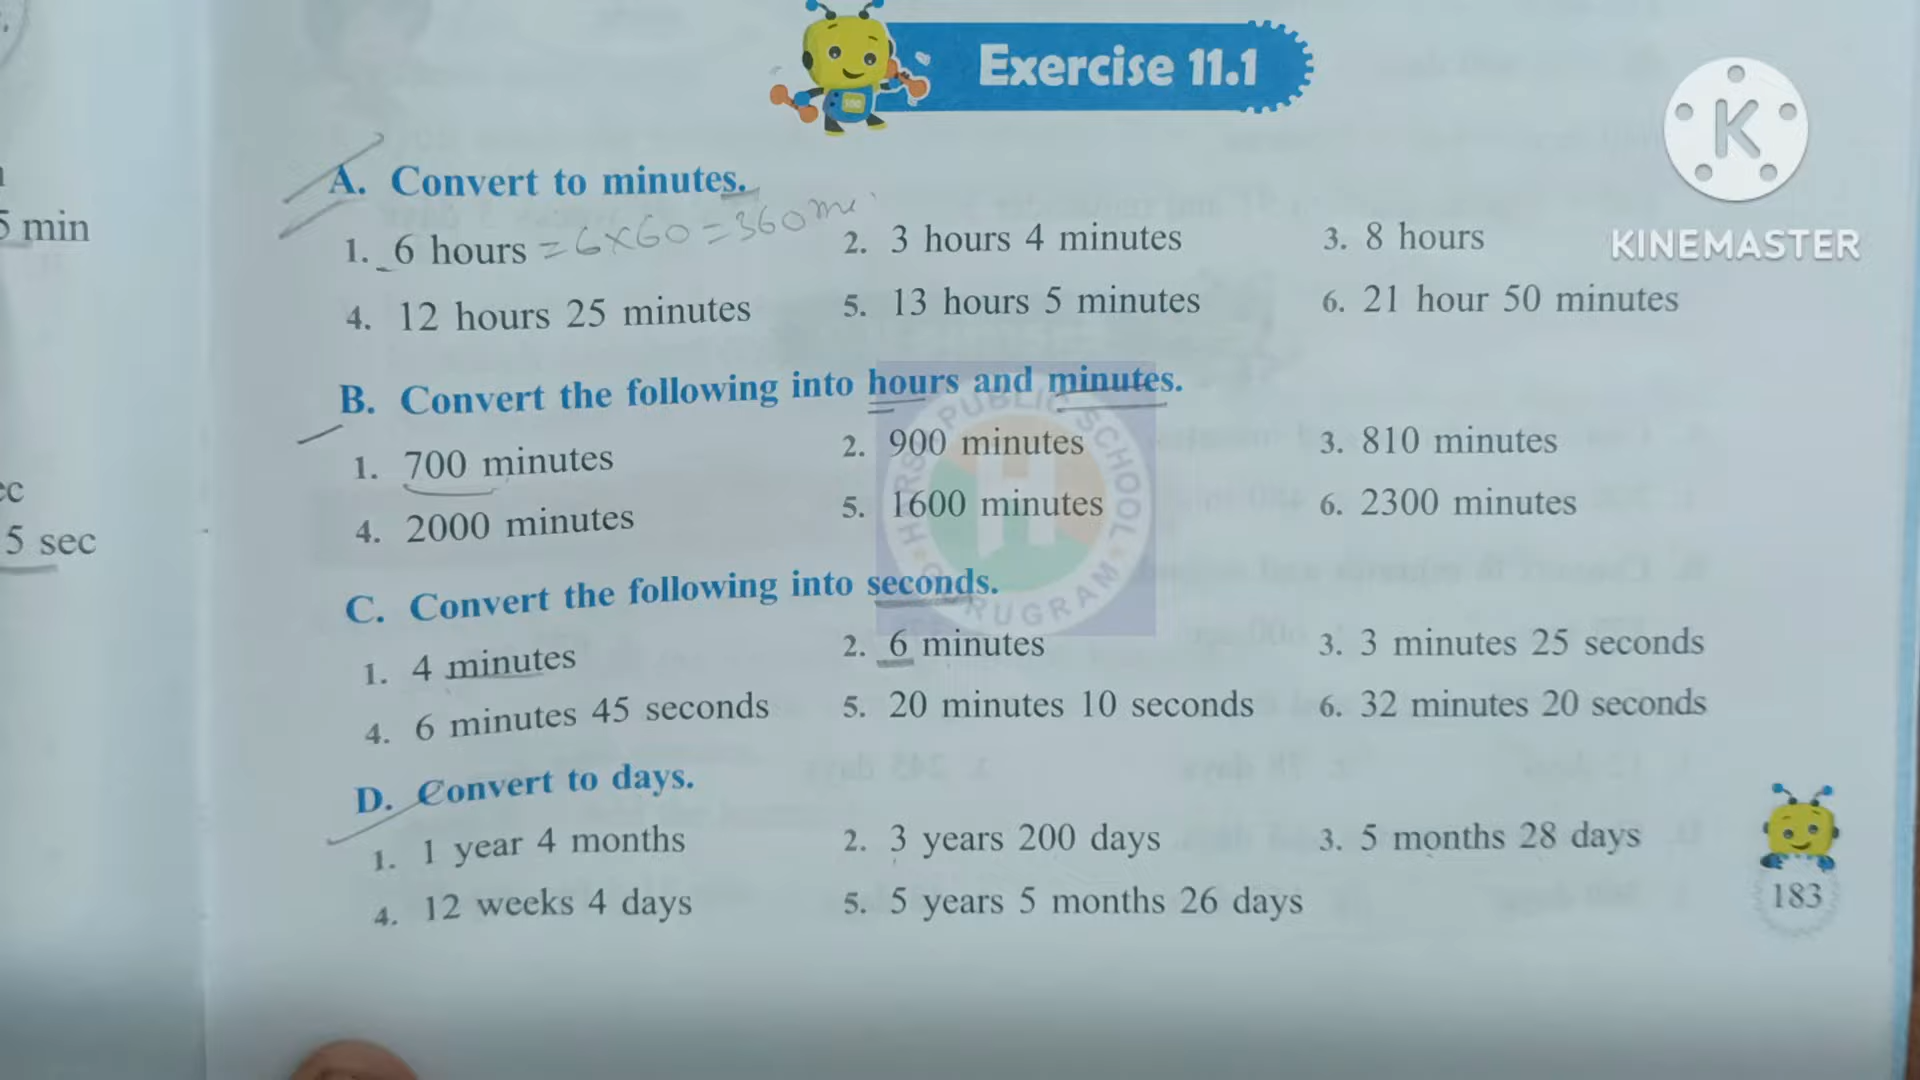 Exercise 11.1
K
KINEMASTER
A. Convert to minutes.
1. 6 hours = 6×60 = 360
2. 3 hours 4 minutes
3. 8 hours
4. 12 hours 25 minutes
5. 13 hours 5 minutes
6. 21 hour 50 minutes
B. Convert the following into hours and minutes.
1. 700 minutes
2. 900 minutes
3. 810 minutes
4. 2000 minutes
5. 1600 minutes
6. 2300 minutes
C. Convert the following into seconds.
1. 4 minutes
2. 6 minutes
3. 3 minutes 25 seconds
4. 6 minutes 45 seconds
5. 20 minutes 10 seconds
6. 32 minutes 20 seconds
D. Convert to days.
1. 1 year 4 months
2. 3 years 200 days
3. 5 months 28 days
4. 12 weeks 4 days
5. 5 years 5 months 26 days
183
5 min
5 sec
PUBLIC SCHOOL
H